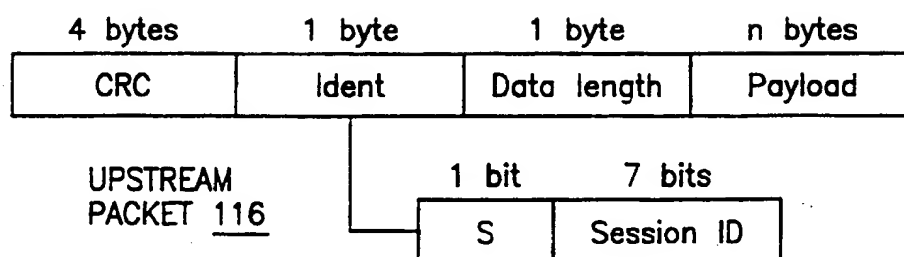 4 bytes 1 byte 1 byte n bytes
CRC Ident Data length Payload
UPSTREAM
PACKET 116
1 bit 7 bits
S Session ID